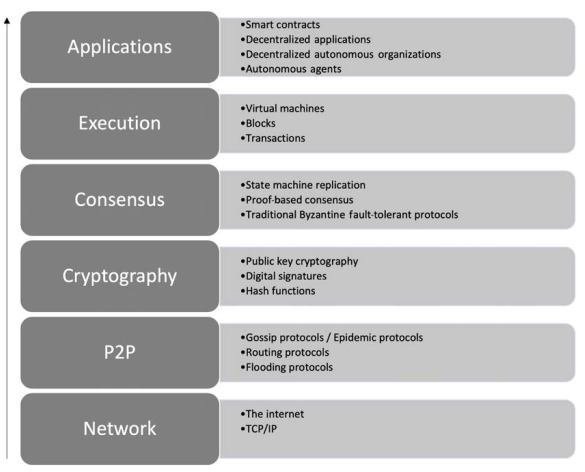 Applications
•Smart contracts
•Decentralized applications
•Decentralized autonomous organizations
•Autonomous agents
Execution
•Virtual machines
•Blocks
•Transactions
Consensus
•State machine replication
•Proof-based consensus
•Traditional Byzantine fault-tolerant protocols
Cryptography
•Public key cryptography
•Digital signatures
•Hash functions
P2P
•Gossip protocols / Epidemic protocols
•Routing protocols
•Flooding protocols
Network
•The internet
•TCP/IP